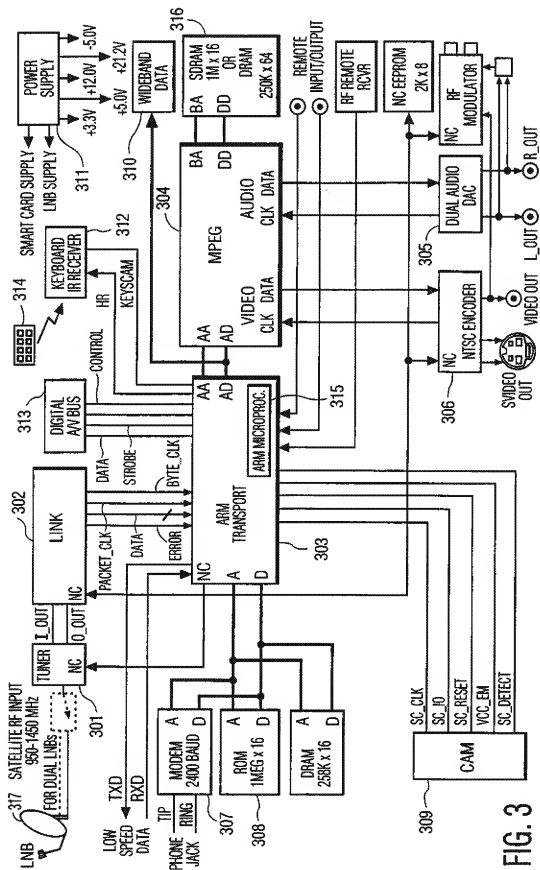 LNB
317
SATELLITE RF INPUT
950-1450 MHz
FOR DUAL LNBs
TUNER
NC
301
I_OUT
Q_OUT
LINK
NC
302
PACKET_CLK
DATA
ERROR
BYTE_CLK
DIGITAL
A/V BUS
313
DATA
STROBE
CONTROL
314
KEYBOARD
IR RECEIVER
312
HR
KEYSCAM
SMART CARD SUPPLY
LNB SUPPLY
POWER
SUPPLY
311
+3.3V
+5.0V
+12.0V
+21.2V
-5.0V
WIDEBAND
DATA
310
316
SDRAM
1M x 16
OR
DRAM
250K x 64
BA
DD
LOW
SPEED
DATA
TXD
RXD
NC
AA
AD
ARM
TRANSPORT
ARM MICROPROC.
A
D
303
315
AA
AD
MPEG
BA
DD
VIDEO
CLK DATA
AUDIO
CLK DATA
304
REMOTE
INPUT/OUTPUT
RF REMOTE
RCVR
NC EEPROM
2K x 8
PHONE
JACK
TIP
RING
MODEM
2400 BAUD
A
D
307
ROM
1MEG x 16
A
D
308
DRAM
258K x 16
A
D
NC
NTSC ENCODER
306
DUAL AUDIO
DAC
305
NC
RF
MODULATOR
SVIDEO
OUT
VIDEO OUT
L_OUT
R_OUT
SC_CLK
SC_IO
SC_RESET
VCC_EM
SC_DETECT
CAM
309
FIG. 3